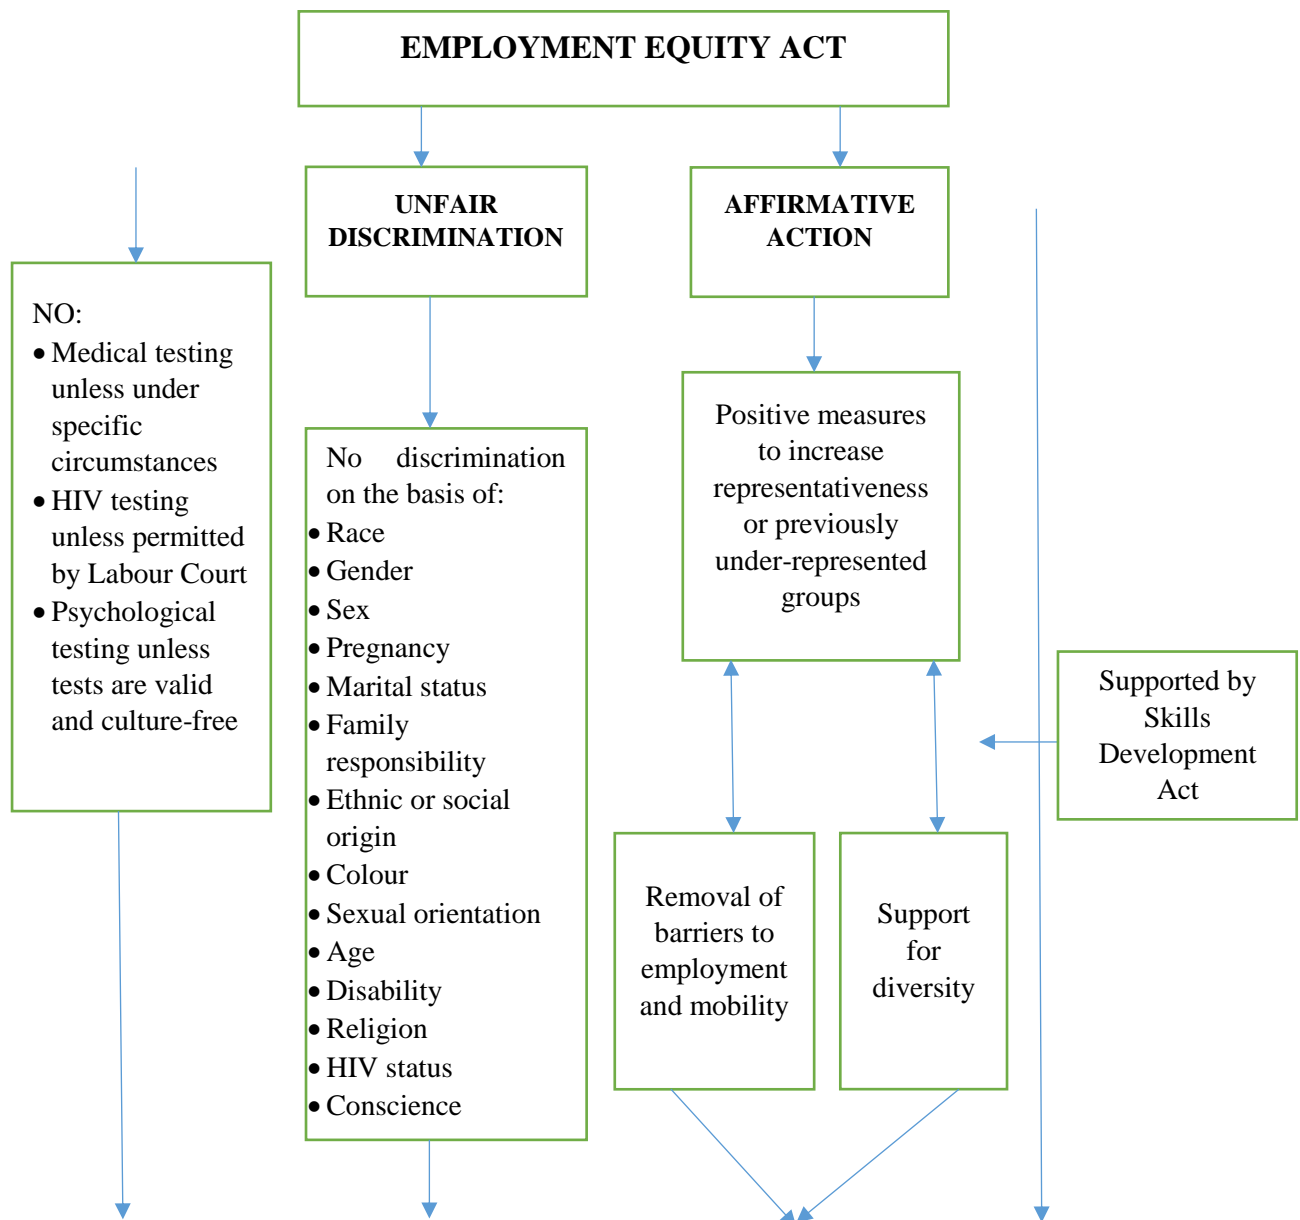 EMPLOYMENT EQUITY ACT
UNFAIR
DISCRIMINATION
AFFIRMATIVE
ACTION
NO:
• Medical testing
unless under
specific
circumstances
• HIV testing
unless permitted
by Labour Court
• Psychological
testing unless
tests are valid
and culture-free
No discrimination
on the basis of:
• Race
• Gender
• Sex
• Pregnancy
• Marital status
• Family
responsibility
• Ethnic or social
origin
• Colour
• Sexual orientation
• Age
• Disability
• Religion
• HIV status
• Conscience
Positive measures
to increase
representativeness
or previously
under-represented
groups
Supported by
Skills
Development
Act
Removal of
barriers to
employment
and mobility
Support
for
diversity